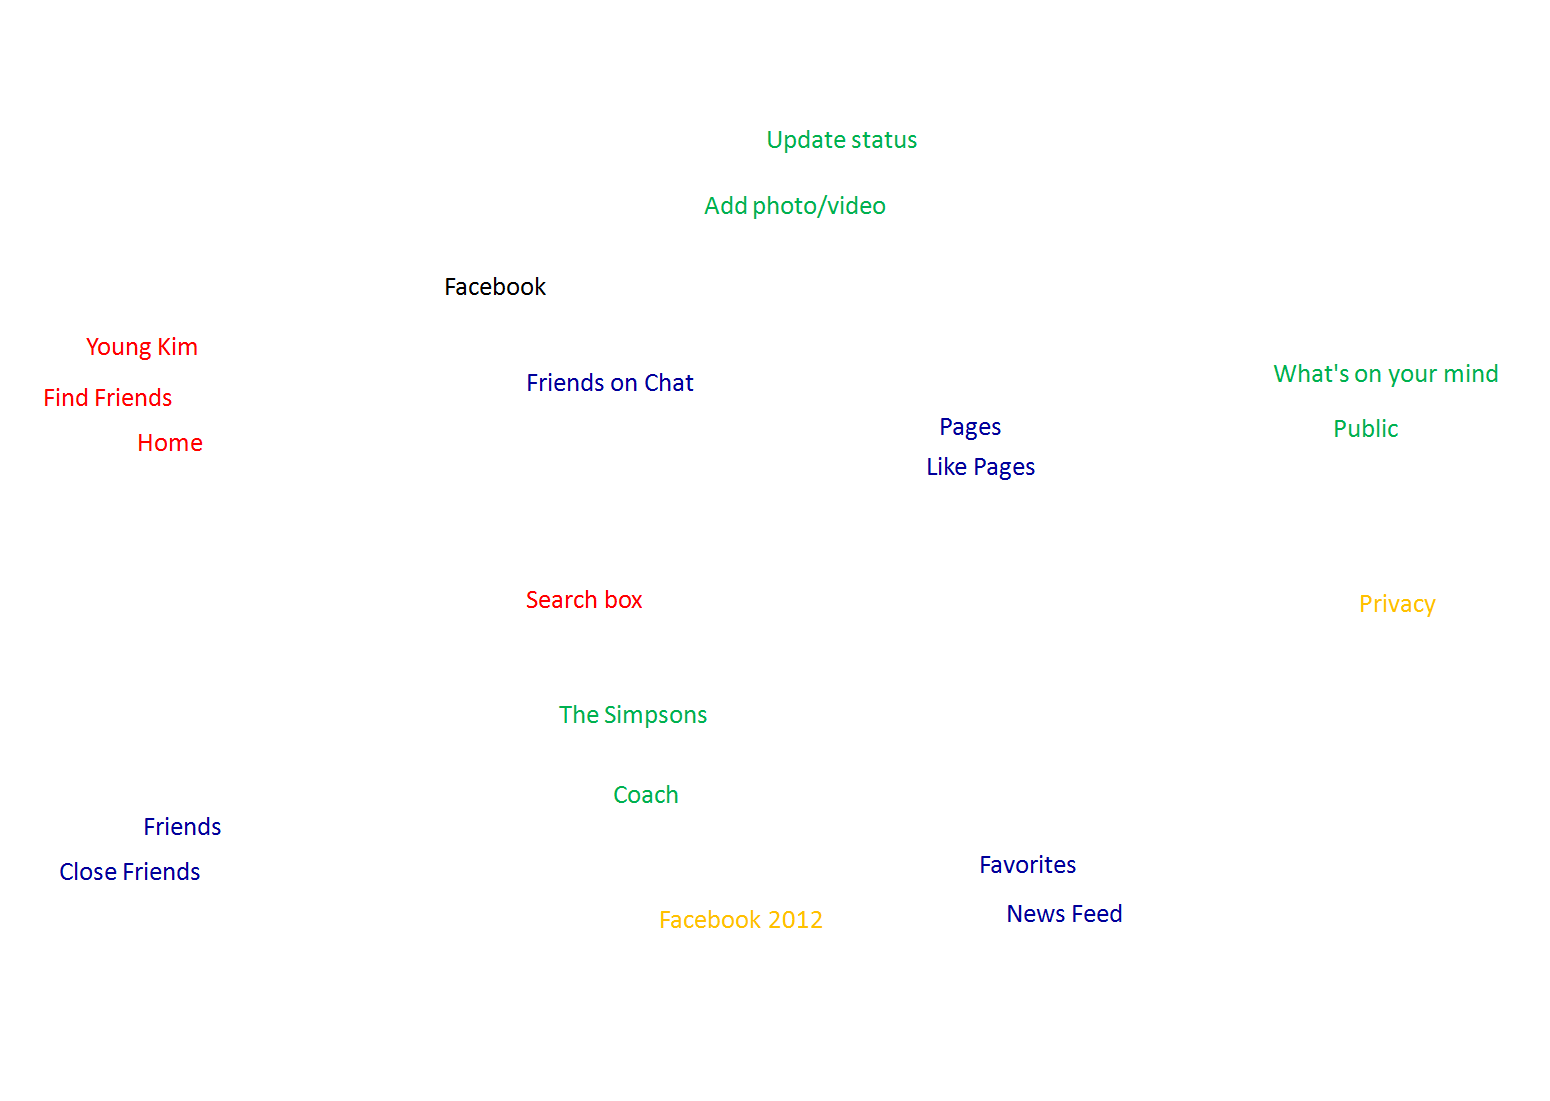 Update status
Add photo/video
Facebook
Young Kim
What's on your mind
Friends on Chat
Find Friends
Pages
Public
Home
Like Pages
Search box
Privacy
The Simpsons
Coach
Friends
Favorites
Close Friends
News Feed
Facebook 2012